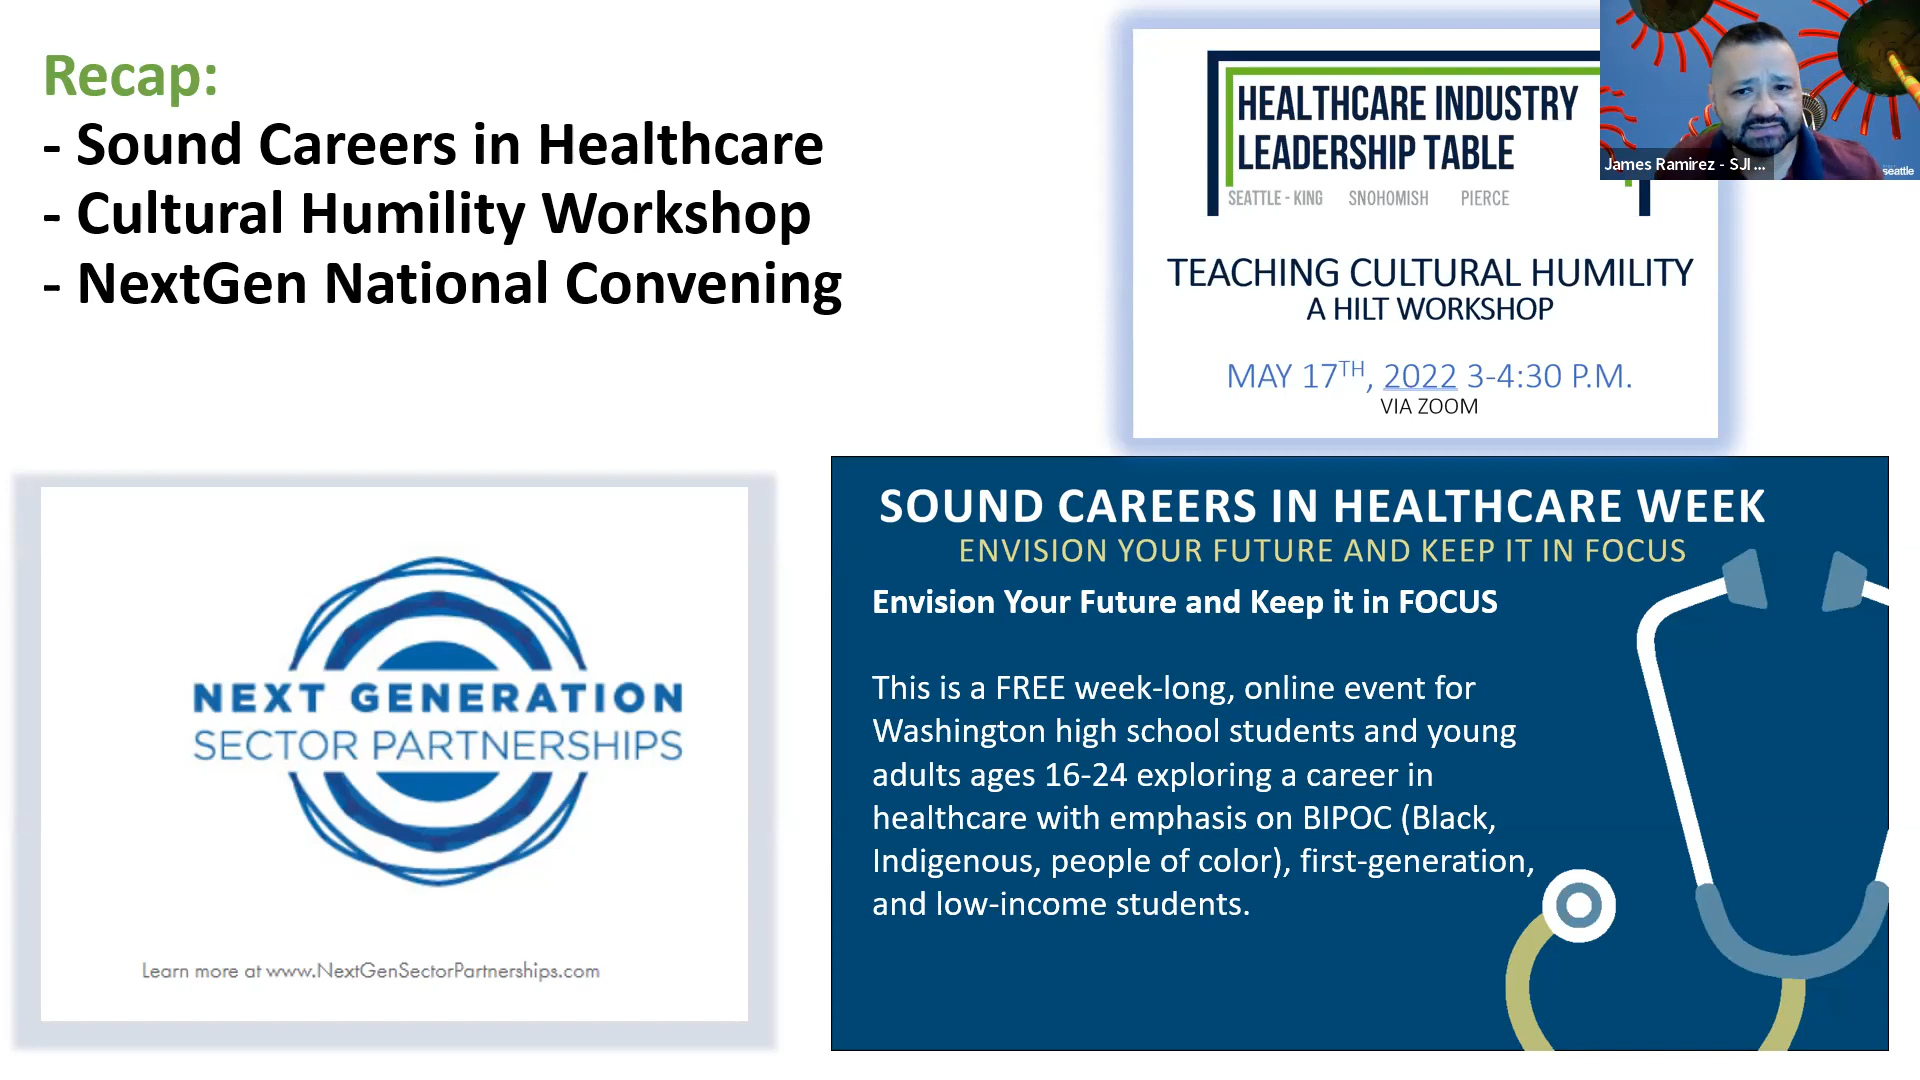 Recap:
- Sound Careers in Healthcare
- Cultural Humility Workshop
- NextGen National Convening
HEALTHCARE INDUSTRY
LEADERSHIP TABLE
SEATTLE - KING SNOHOMISH PIERCE
TEACHING CULTURAL HUMILITY
A HILT WORKSHOP
MAY 17TH, 2022 3-4:30 P.M.
VIA ZOOM
James Ramirez - SJI ...
seattle
NEXT GENERATION
SECTOR PARTNERSHIPS
Learn more at www.NextGenSectorPartnerships.com
SOUND CAREERS IN HEALTHCARE WEEK
ENVISION YOUR FUTURE AND KEEP IT IN FOCUS
Envision Your Future and Keep it in FOCUS
This is a FREE week-long, online event for
Washington high school students and young
adults ages 16-24 exploring a career in
healthcare with emphasis on BIPOC (Black,
Indigenous, people of color), first-generation,
and low-income students.